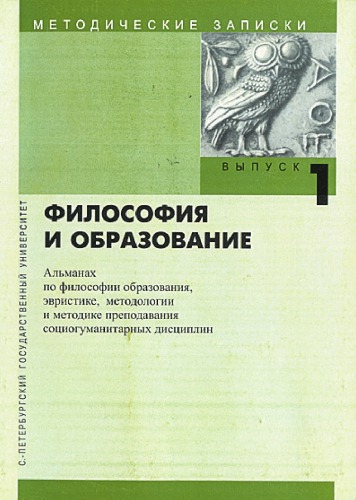 МЕТОДИЧЕСКИЕ ЗАПИСКИ
ВЫПУСК 1
ФИЛОСОФИЯ
И ОБРАЗОВАНИЕ
Альманах
по философии образования,
эвристике, методологии
и методике преподавания
социогуманитарных дисциплин
С.-ПЕТЕРБУРГСКИЙ ГОСУДАРСТВЕННЫЙ УНИВЕРСИТЕТ